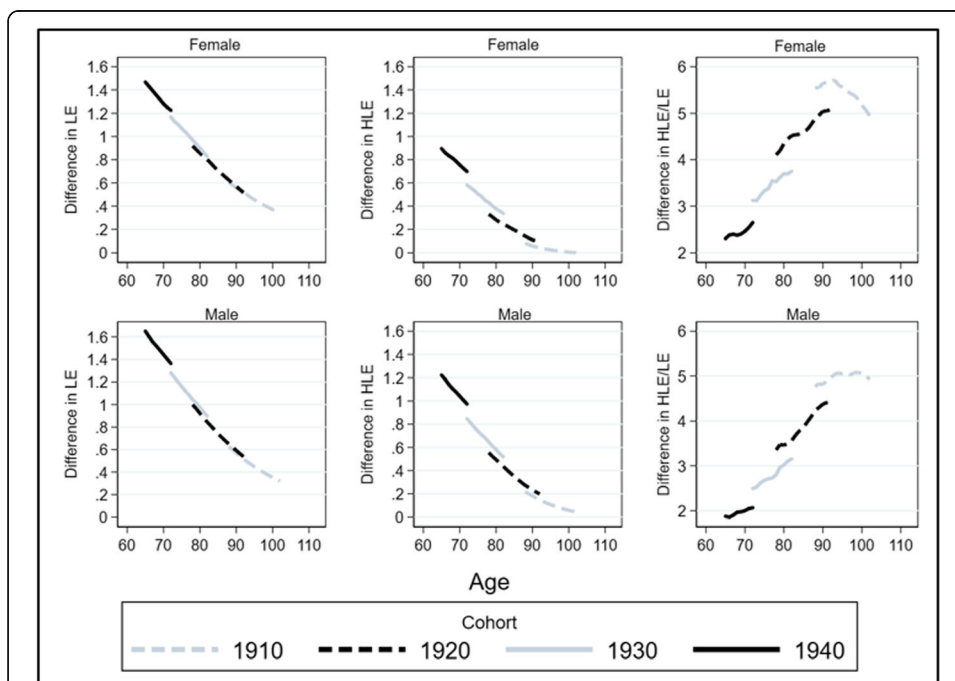 Female Female Female
Difference in LE
1.6
1.4
1.2
1
.8
.6
.4
.2
0
60 70 80 90 100 110
Difference in HLE
1.6
1.4
1.2
1
.8
.6
.4
.2
0
60 70 80 90 100 110
Difference in HLE/LE
6
5
4
3
2
60 70 80 90 100 110
Male Male Male
Difference in LE
1.6
1.4
1.2
1
.8
.6
.4
.2
0
60 70 80 90 100 110
Difference in HLE
1.6
1.4
1.2
1
.8
.6
.4
.2
0
60 70 80 90 100 110
Difference in HLE/LE
6
5
4
3
2
60 70 80 90 100 110
Age
Cohort
1910 1920 1930 1940